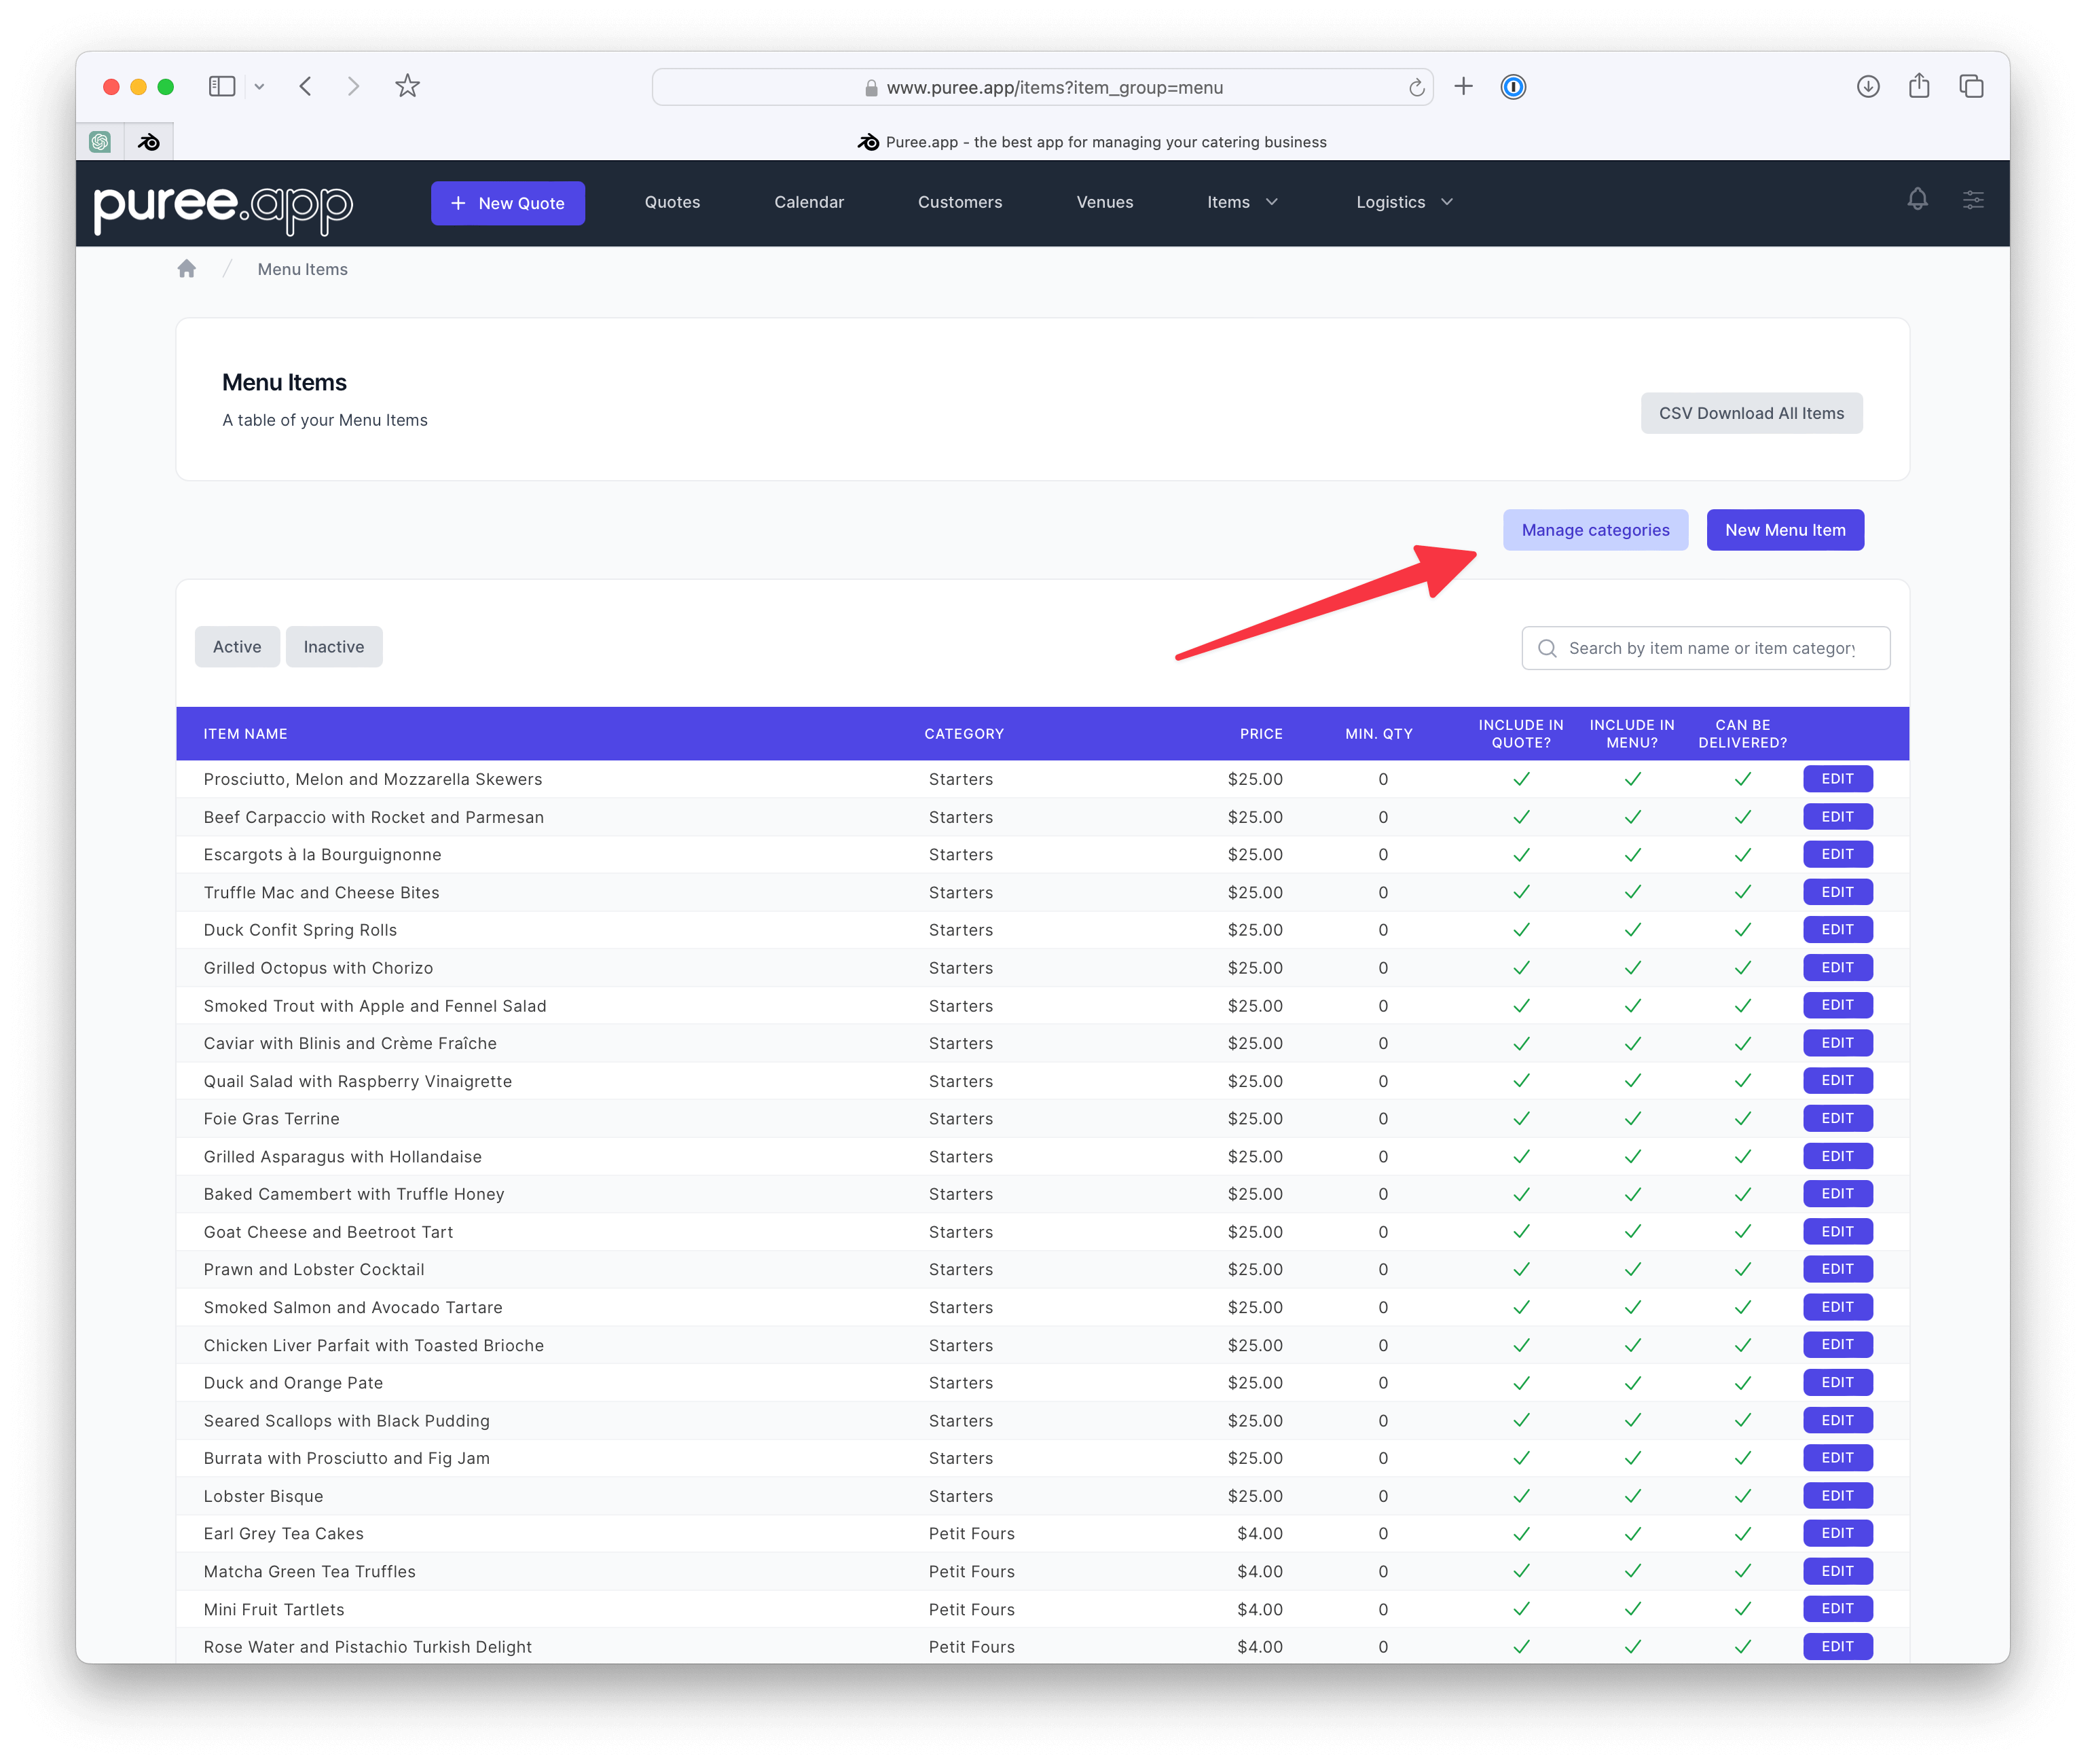 www.puree.app/items?item_group=menu
Puree.app - the best app for managing your catering business
puree.app
+ New Quote
Quotes
Calendar
Customers
Venues
Items
Logistics
/ Menu Items
Menu Items
A table of your Menu Items
CSV Download All Items
Manage categories
New Menu Item
Active
Inactive
Search by item name or item category
ITEM NAME CATEGORY PRICE MIN. QTY INCLUDE IN QUOTE? INCLUDE IN MENU? CAN BE DELIVERED?
Prosciutto, Melon and Mozzarella Skewers Starters $25.00 0 EDIT
Beef Carpaccio with Rocket and Parmesan Starters $25.00 0 EDIT
Escargots à la Bourguignonne Starters $25.00 0 EDIT
Truffle Mac and Cheese Bites Starters $25.00 0 EDIT
Duck Confit Spring Rolls Starters $25.00 0 EDIT
Grilled Octopus with Chorizo Starters $25.00 0 EDIT
Smoked Trout with Apple and Fennel Salad Starters $25.00 0 EDIT
Caviar with Blinis and Crème Fraîche Starters $25.00 0 EDIT
Quail Salad with Raspberry Vinaigrette Starters $25.00 0 EDIT
Foie Gras Terrine Starters $25.00 0 EDIT
Grilled Asparagus with Hollandaise Starters $25.00 0 EDIT
Baked Camembert with Truffle Honey Starters $25.00 0 EDIT
Goat Cheese and Beetroot Tart Starters $25.00 0 EDIT
Prawn and Lobster Cocktail Starters $25.00 0 EDIT
Smoked Salmon and Avocado Tartare Starters $25.00 0 EDIT
Chicken Liver Parfait with Toasted Brioche Starters $25.00 0 EDIT
Duck and Orange Pate Starters $25.00 0 EDIT
Seared Scallops with Black Pudding Starters $25.00 0 EDIT
Burrata with Prosciutto and Fig Jam Starters $25.00 0 EDIT
Lobster Bisque Starters $25.00 0 EDIT
Earl Grey Tea Cakes Petit Fours $4.00 0 EDIT
Matcha Green Tea Truffles Petit Fours $4.00 0 EDIT
Mini Fruit Tartlets Petit Fours $4.00 0 EDIT
Rose Water and Pistachio Turkish Delight Petit Fours $4.00 0 EDIT